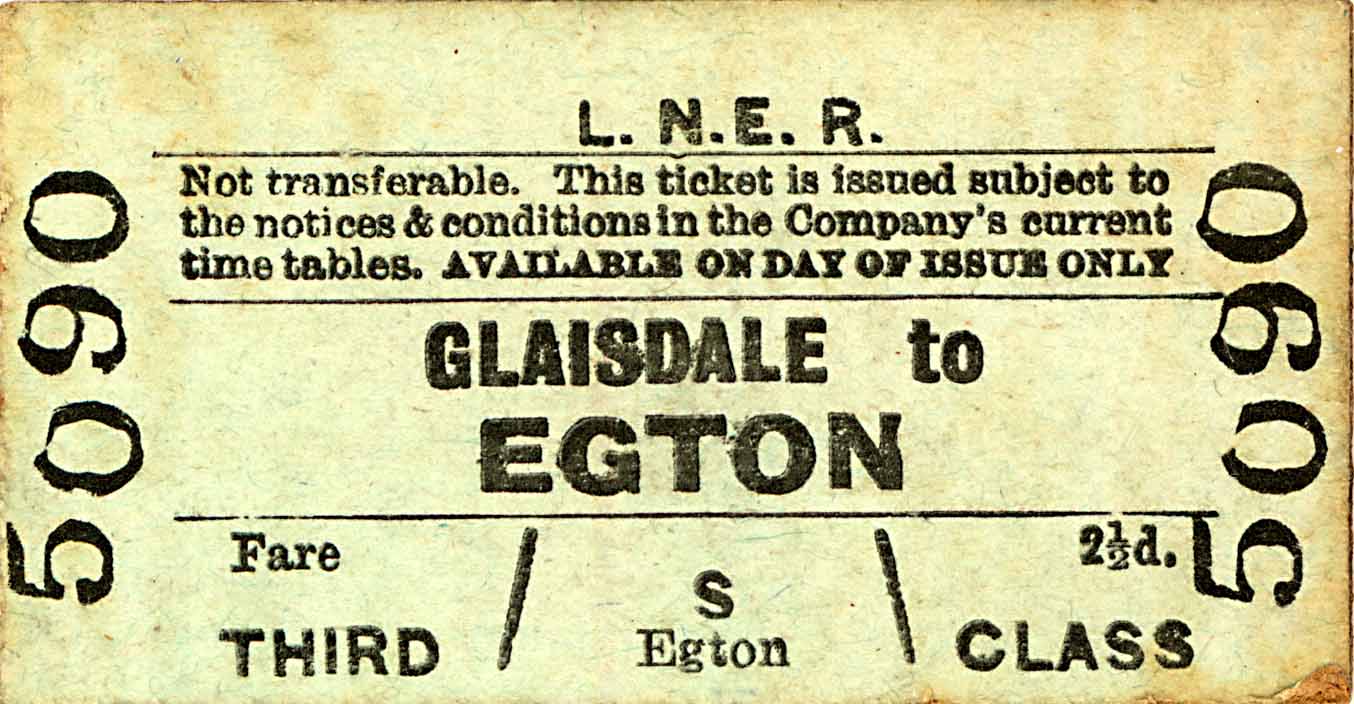 L. N. E. R.
Not transferable. This ticket is issued subject to
the notices & conditions in the Company's current
time tables. AVAILABLE ON DAY OF ISSUE ONLY
GLAISDALE to
EGTON
Fare 2½d.
S
THIRD Egton CLASS
5090
5090